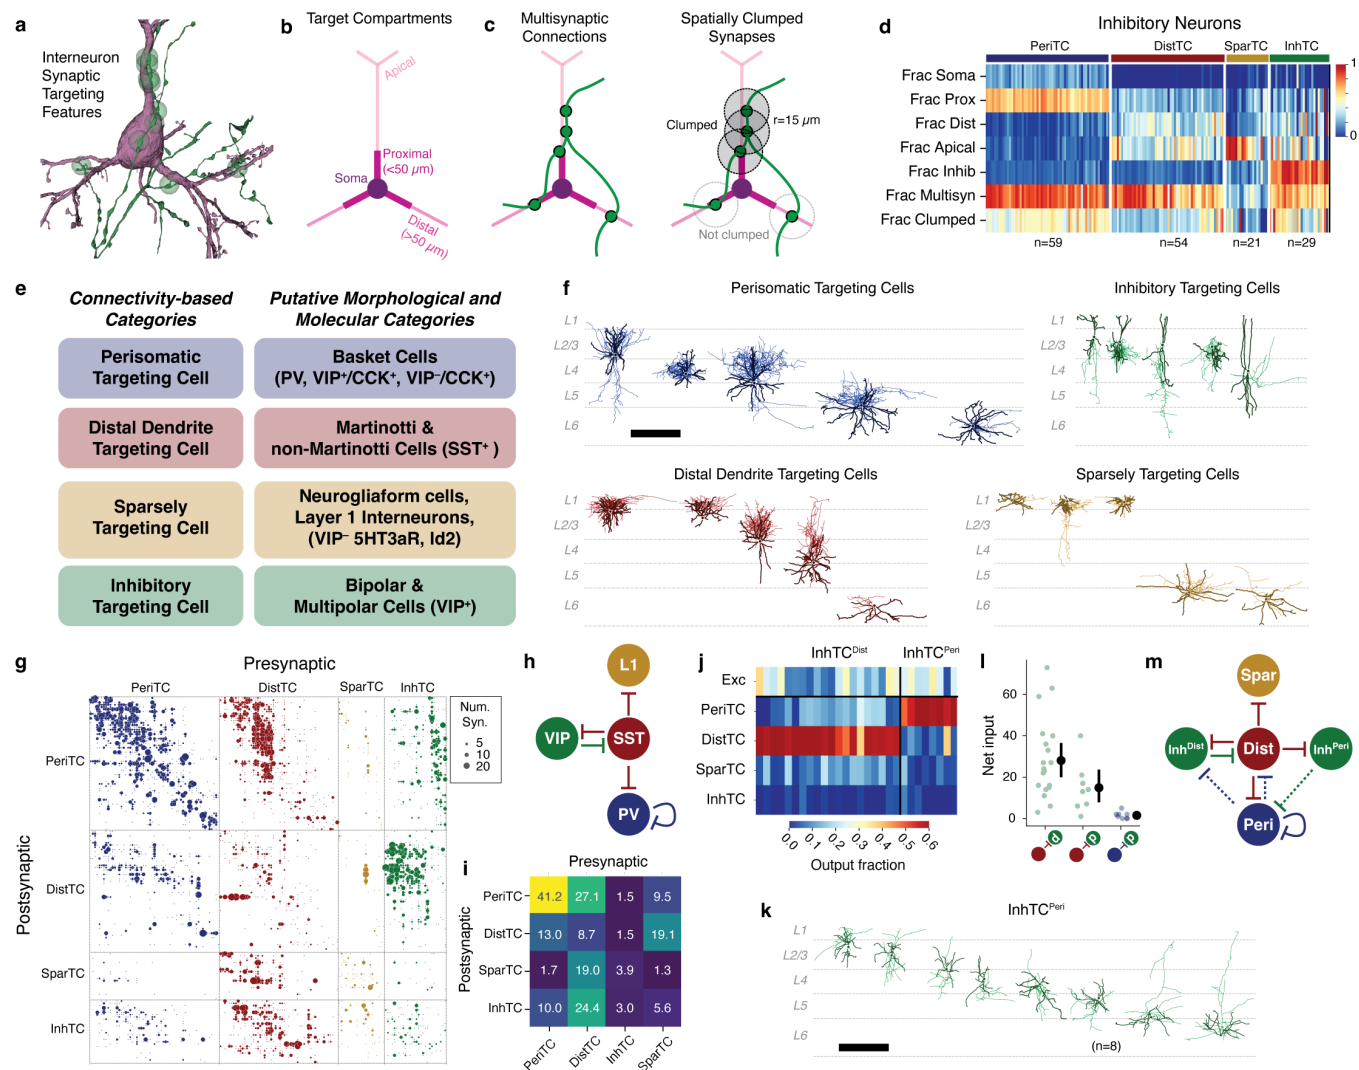 a
Interneuron
Synaptic
Targeting
Features
b
Target Compartments
Apical
Proximal
(<50 µm)
Soma
Distal
(>50 µm)
c
Multisynaptic
Connections
Spatially Clumped
Synapses
Clumped
r=15 µm
Not clumped
d
Inhibitory Neurons
PeriTC
DistTC
SparTC
InhTC
Frac Soma
Frac Prox
Frac Dist
Frac Apical
Frac Inhib
Frac Multisyn
Frac Clumped
n=59
n=54
n=21
n=29
1
0
e
Connectivity-based
Categories
Putative Morphological and
Molecular Categories
Perisomatic
Targeting Cell
Basket Cells
(PV, VIP⁺/CCK⁺, VIP⁻/CCK⁺)
Distal Dendrite
Targeting Cell
Martinotti &
non-Martinotti Cells (SST⁺ )
Sparsely
Targeting Cell
Neurogliaform cells,
Layer 1 Interneurons,
(VIP⁻ 5HT3aR, Id2)
Inhibitory
Targeting Cell
Bipolar &
Multipolar Cells (VIP⁺)
f
Perisomatic Targeting Cells
L1
L2/3
L4
L5
L6
Inhibitory Targeting Cells
L1
L2/3
L4
L5
L6
Distal Dendrite Targeting Cells
L1
L2/3
L4
L5
L6
Sparsely Targeting Cells
L1
L2/3
L4
L5
L6
g
Presynaptic
PeriTC
DistTC
SparTC
InhTC
Postsynaptic
PeriTC
DistTC
SparTC
InhTC
Num.
Syn.
5
10
20
h
L1
VIP
SST
PV
i
Presynaptic
Postsynaptic
PeriTC 41.2 27.1 1.5 9.5
DistTC 13.0 8.7 1.5 19.1
SparTC 1.7 19.0 3.9 1.3
InhTC 10.0 24.4 3.0 5.6
PeriTC
DistTC
InhTC
SparTC
j
InhTCᴰⁱˢᵗ
InhTCᴾᵉʳⁱ
Exc
PeriTC
DistTC
SparTC
InhTC
0.0
0.1
0.2
0.3
0.4
0.5
0.6
Output fraction
k
InhTCᴾᵉʳⁱ
L1
L2/3
L4
L5
L6
(n=8)
l
Net input
60
40
20
0
m
Spar
Inhᴰⁱˢᵗ
Dist
Inhᴾᵉʳⁱ
Peri